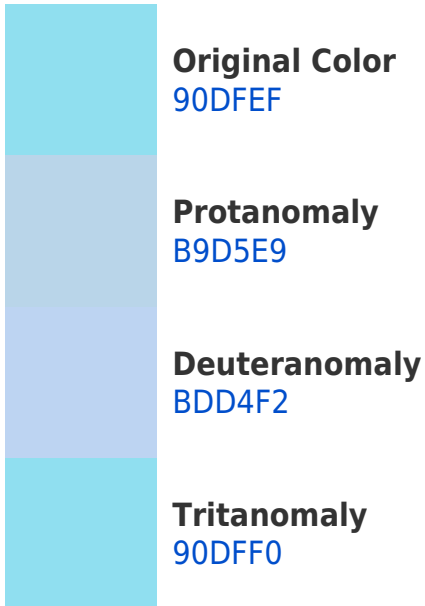 Original Color
90DFEF
Protanomaly
B9D5E9
Deuteranomaly
BDD4F2
Tritanomaly
90DFF0